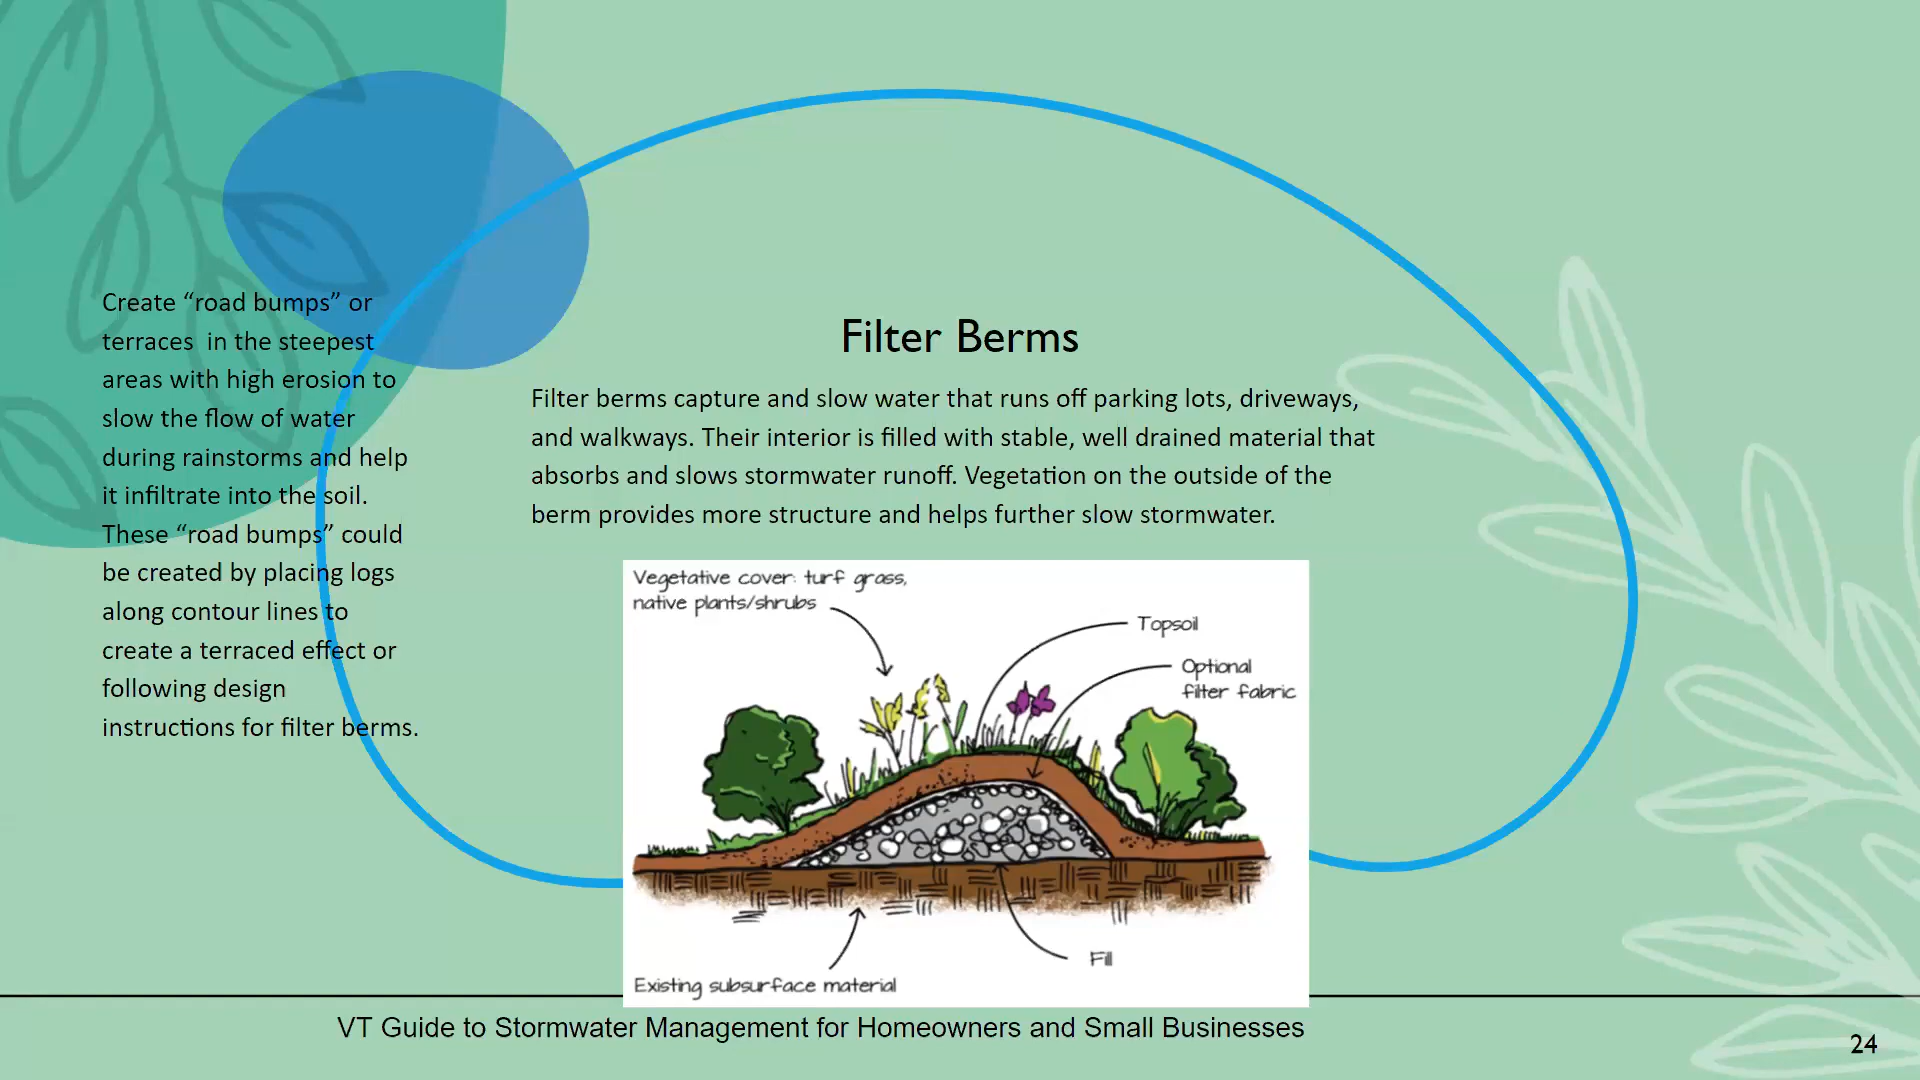 Create “road bumps” or
terraces  in the steepest
areas with high erosion to
slow the flow of water
during rainstorms and help
it infiltrate into the soil.
These “road bumps” could
be created by placing logs
along contour lines to
create a terraced effect or
following design
instructions for filter berms.
Filter Berms
Filter berms capture and slow water that runs off parking lots, driveways,
and walkways. Their interior is filled with stable, well drained material that
absorbs and slows stormwater runoff. Vegetation on the outside of the
berm provides more structure and helps further slow stormwater.
Vegetative cover: turf grass,
native plants/shrubs
Topsoil
Optional
filter fabric
Fill
Existing subsurface material
VT Guide to Stormwater Management for Homeowners and Small Businesses
24